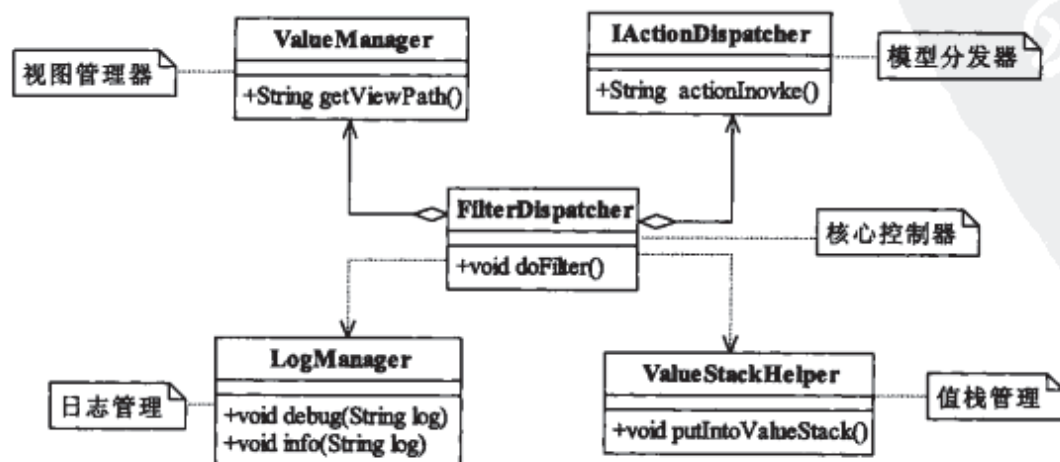 ValueManager
+String getViewPath()
视图管理器
IActionDispatcher
+String actionInovke()
模型分发器
FilterDispatcher
+void doFilter()
核心控制器
LogManager
+void debug(String log)
+void info(String log)
日志管理
ValueStackHelper
+void putIntoValueStack()
值栈管理